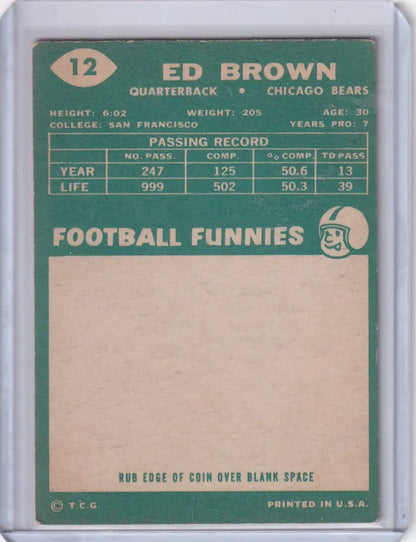 12
ED BROWN
QUARTERBACK • CHICAGO BEARS
HEIGHT: 6:02 WEIGHT: 205 AGE: 30
COLLEGE: SAN FRANCISCO YEARS PRO: 7
PASSING RECORD
NO. PASS. COMP. % COMP. TD PASS
YEAR 247 125 50.6 13
LIFE 999 502 50.3 39
FOOTBALL FUNNIES
RUB EDGE OF COIN OVER BLANK SPACE
© T.C.G. PRINTED IN U.S.A.